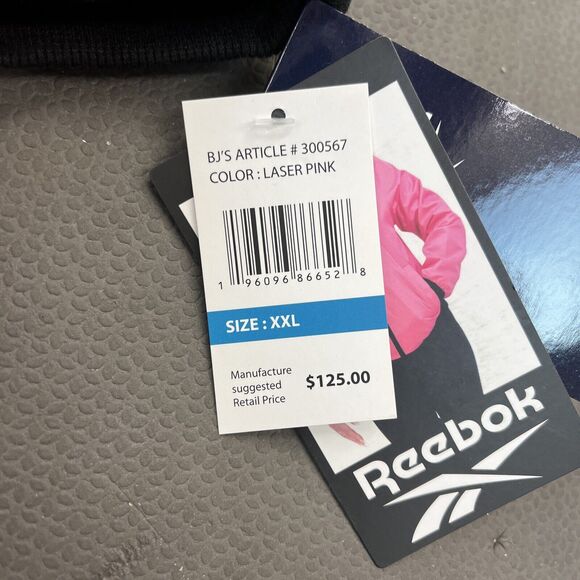 BJ'S ARTICLE # 300567
COLOR : LASER PINK
1 96096 86652 8
SIZE : XXL
Manufacture
suggested
Retail Price
$125.00
Reebok